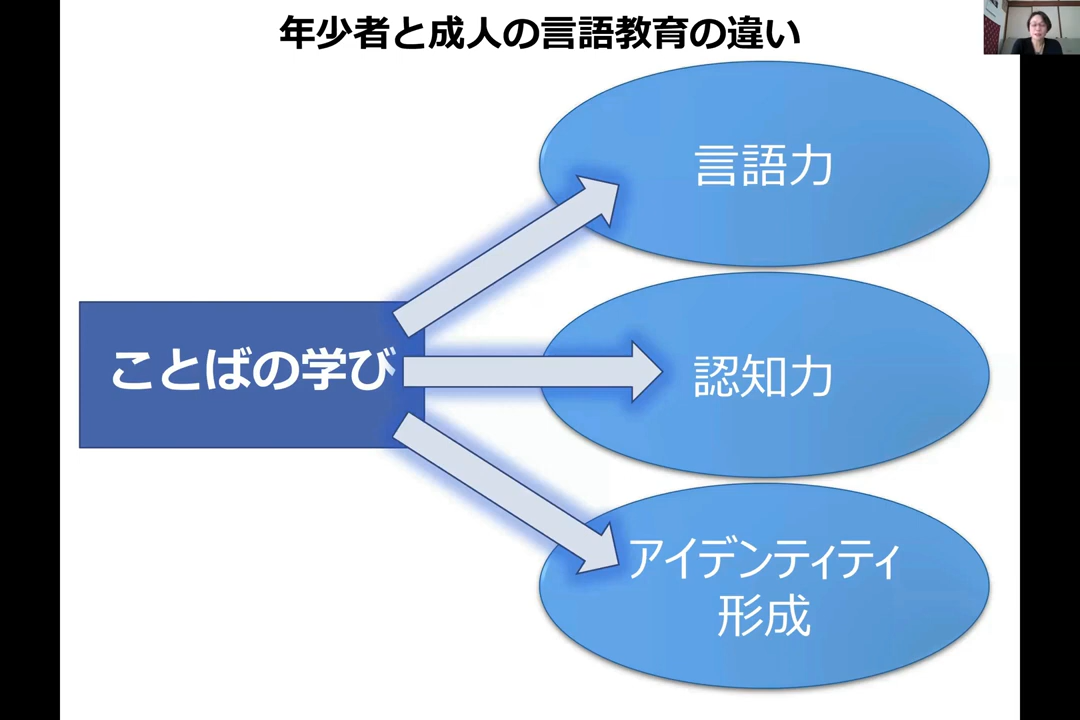 年少者と成人の言語教育の違い
言語力
ことばの学び
認知力
アイデンティティ
形成